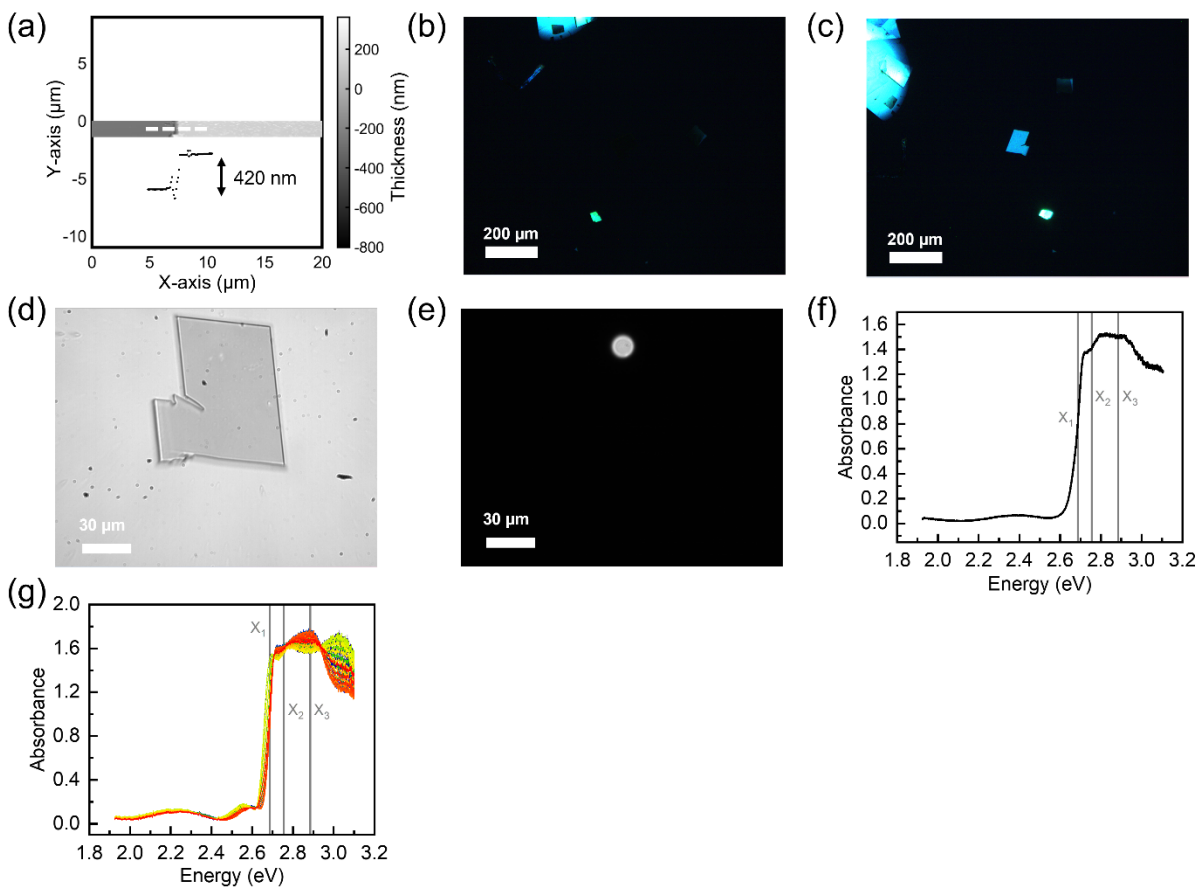 (a)
Y-axis (µm)
0
-5
-10
0
5
10
15
20
X-axis (µm)
420 nm
200
0
-200
-400
-600
-800
Thickness (nm)
(b)
200 µm
(c)
200 µm
(d)
30 µm
(e)
30 µm
(f)
Absorbance
1.6
1.4
1.2
1.0
0.8
0.6
0.4
0.2
0.0
X₁
X₂
X₃
1.8 2.0 2.2 2.4 2.6 2.8 3.0 3.2
Energy (eV)
(g)
Absorbance
2.0
1.6
1.2
0.8
0.4
0.0
X₁
X₂
X₃
1.8 2.0 2.2 2.4 2.6 2.8 3.0 3.2
Energy (eV)